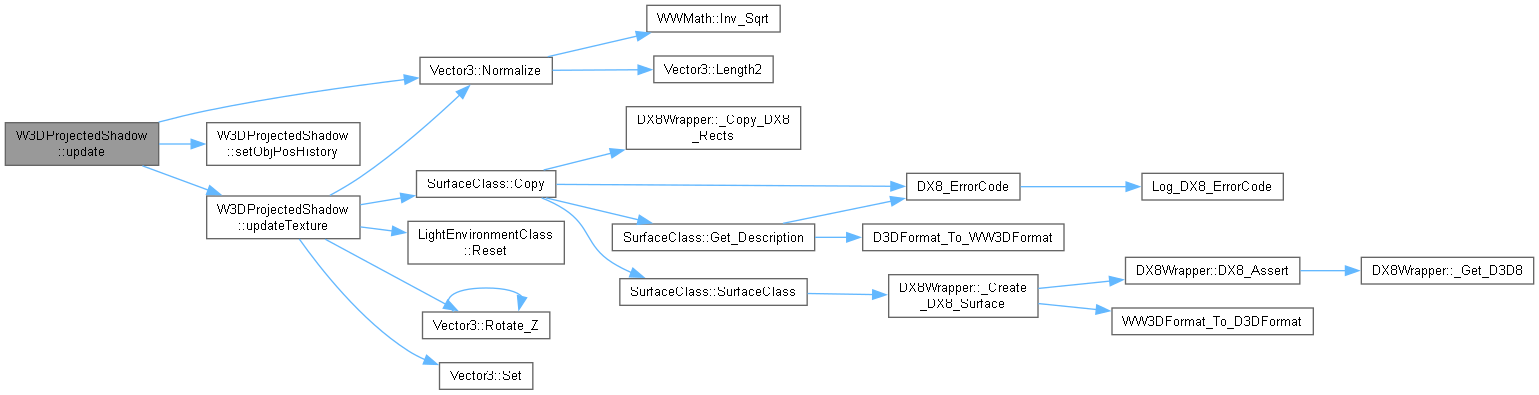 W3DProjectedShadow
::update
Vector3::Normalize
WWMath::Inv_Sqrt
Vector3::Length2
W3DProjectedShadow
::setObjPosHistory
W3DProjectedShadow
::updateTexture
SurfaceClass::Copy
DX8Wrapper::_Copy_DX8
_Rects
DX8_ErrorCode
Log_DX8_ErrorCode
SurfaceClass::Get_Description
D3DFormat_To_WW3DFormat
SurfaceClass::SurfaceClass
DX8Wrapper::_Create
_DX8_Surface
DX8Wrapper::DX8_Assert
DX8Wrapper::_Get_D3D8
WW3DFormat_To_D3DFormat
LightEnvironmentClass
::Reset
Vector3::Rotate_Z
Vector3::Set